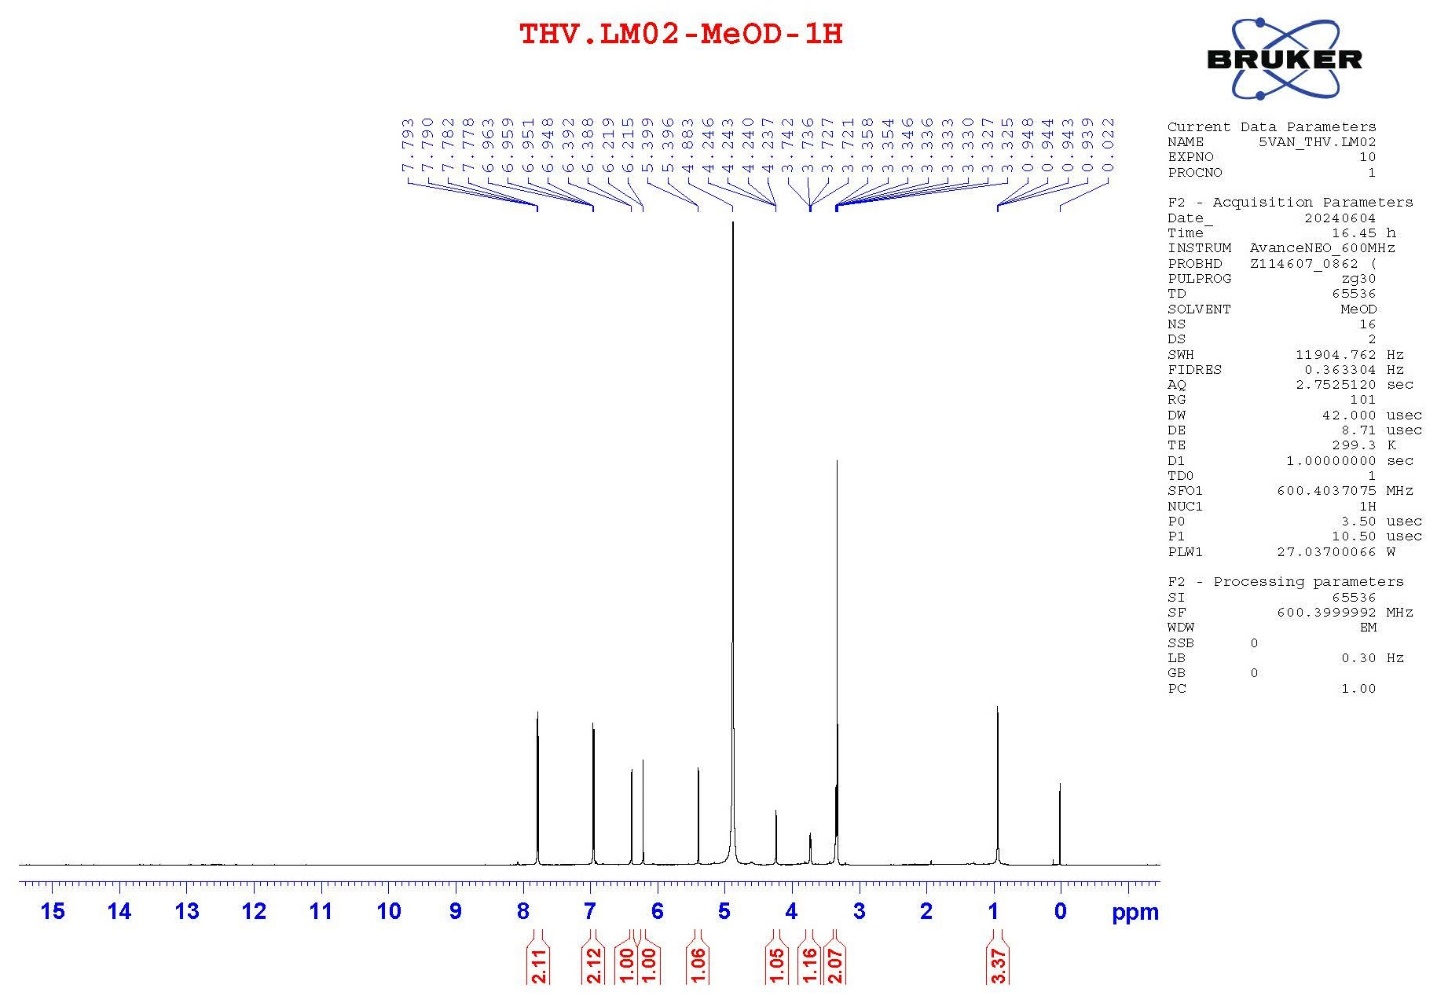 THV.LM02-MeOD-1H
BRUKER
7.793
7.790
7.782
7.778
6.963
6.959
6.951
6.948
6.392
6.388
6.219
6.215
5.399
5.396
4.883
4.246
4.243
4.240
4.237
3.742
3.736
3.727
3.721
3.358
3.354
3.346
3.336
3.333
3.330
3.327
3.325
0.948
0.944
0.943
0.939
0.022
Current Data Parameters
NAME 5VAN_THV.LM02
EXPNO 10
PROCNO 1
F2 - Acquisition Parameters
Date_ 20240604
Time 16.45 h
INSTRUM AvanceNEO_600MHz
PROBHD Z114607_0862 (
PULPROG zg30
TD 65536
SOLVENT MeOD
NS 16
DS 2
SWH 11904.762 Hz
FIDRES 0.363304 Hz
AQ 2.7525120 sec
RG 101
DW 42.000 usec
DE 8.71 usec
TE 299.3 K
D1 1.00000000 sec
TD0 1
SFO1 600.4037075 MHz
NUC1 1H
P0 3.50 usec
P1 10.50 usec
PLW1 27.03700066 W
F2 - Processing parameters
SI 65536
SF 600.3999992 MHz
WDW EM
SSB 0
LB 0.30 Hz
GB 0
PC 1.00
15 14 13 12 11 10 9 8 7 6 5 4 3 2 1 0 ppm
2.11
2.12
1.00
1.00
1.06
1.05
1.16
2.07
3.37